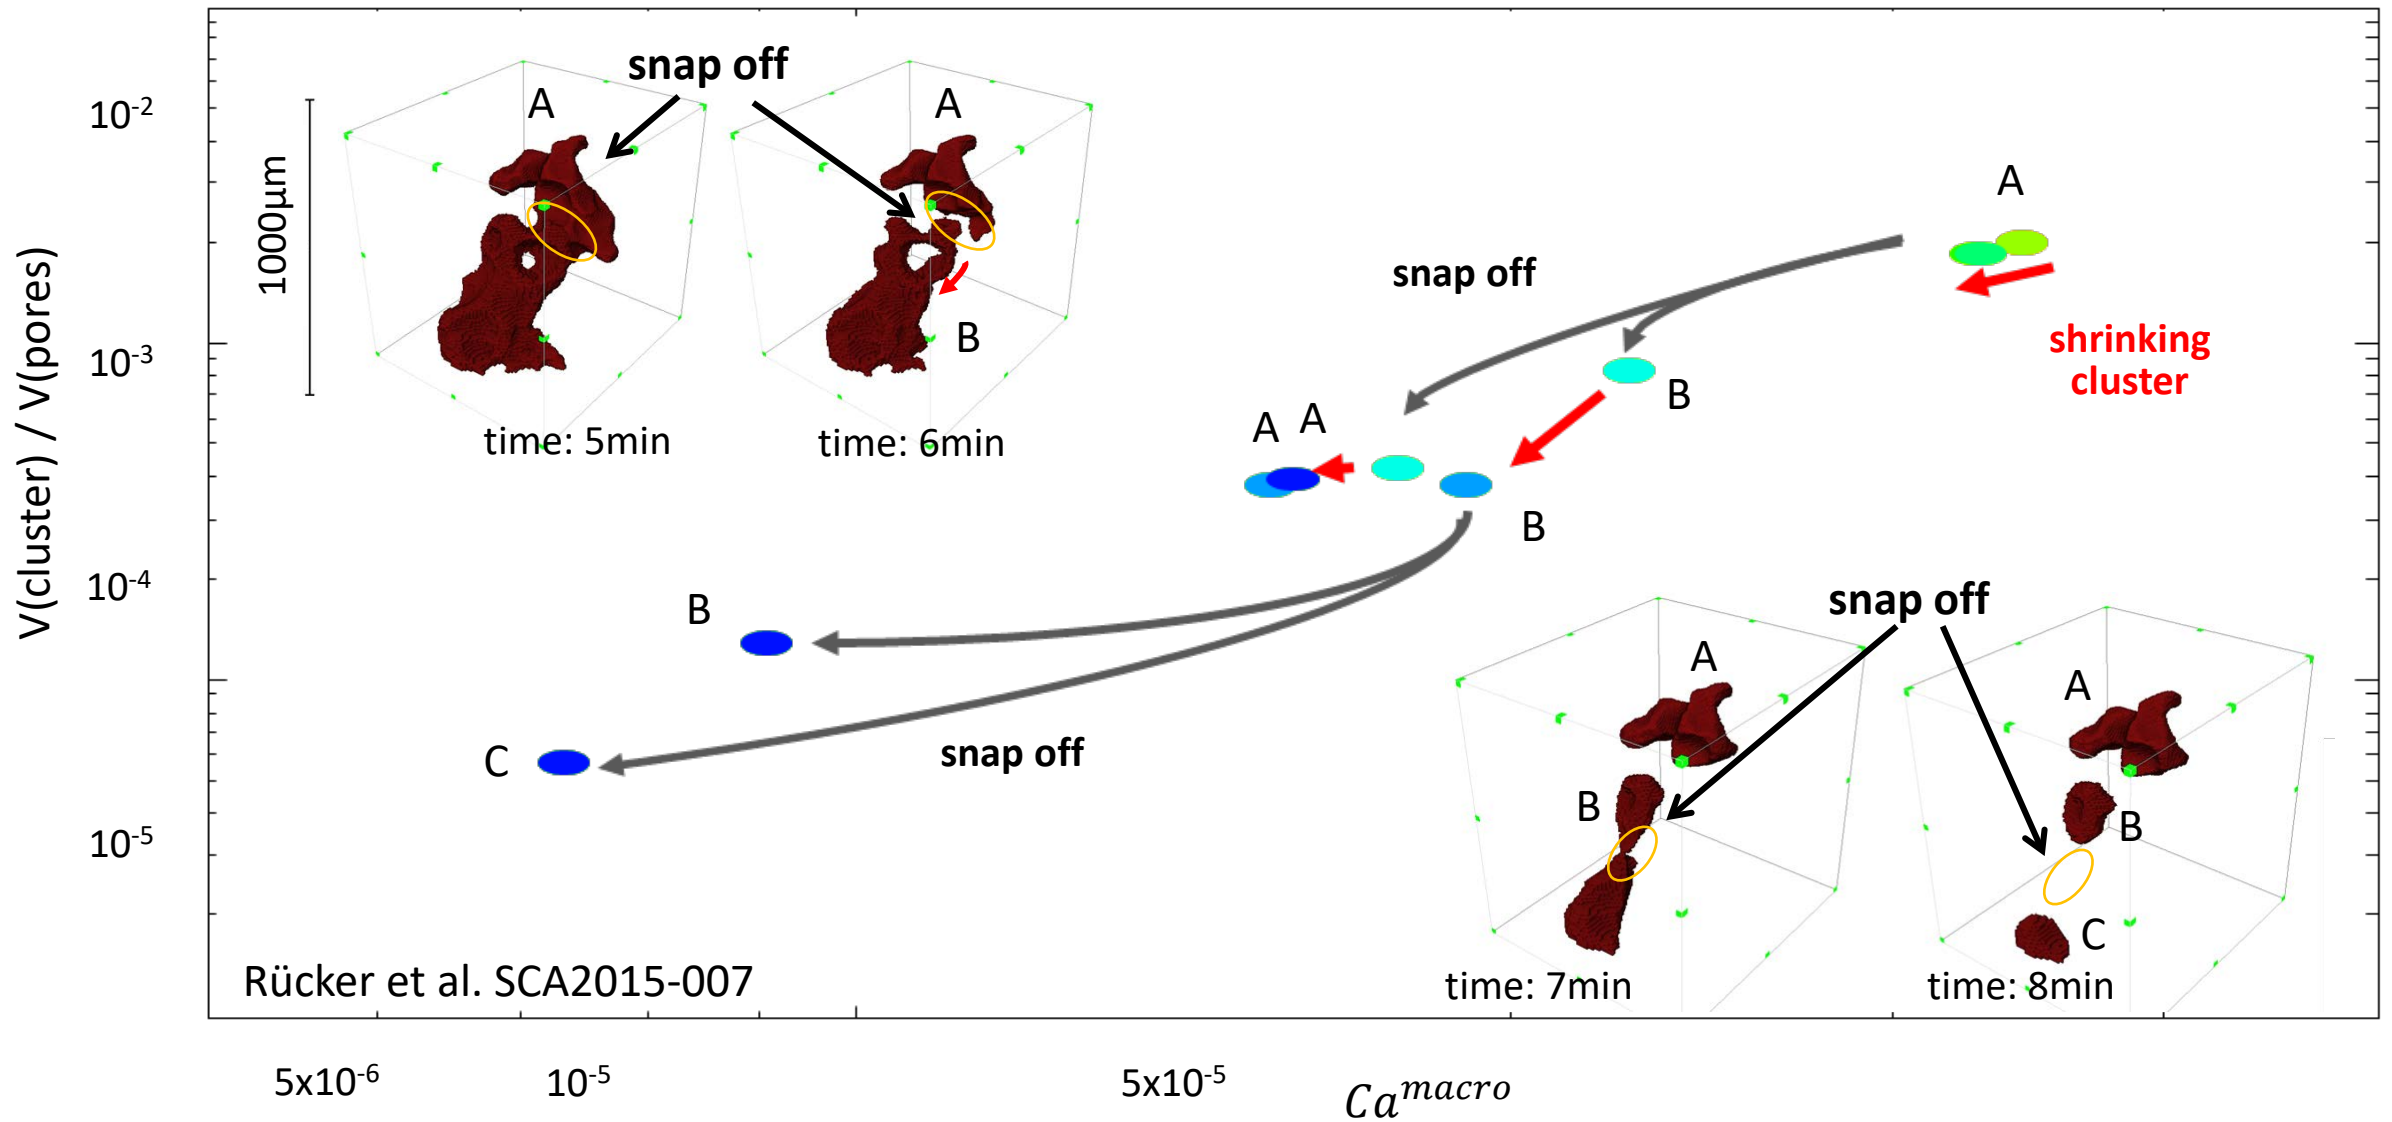 snap off
A
A
10⁻²
1000µm
A
snap off
shrinking
cluster
B
10⁻³
B
A A
time: 5min
time: 6min
V(cluster) / V(pores)
B
10⁻⁴
B
snap off
A
A
C
snap off
B
B
10⁻⁵
C
Rücker et al. SCA2015-007
time: 7min
time: 8min
5x10⁻⁶
10⁻⁵
5x10⁻⁵
Ca^macro